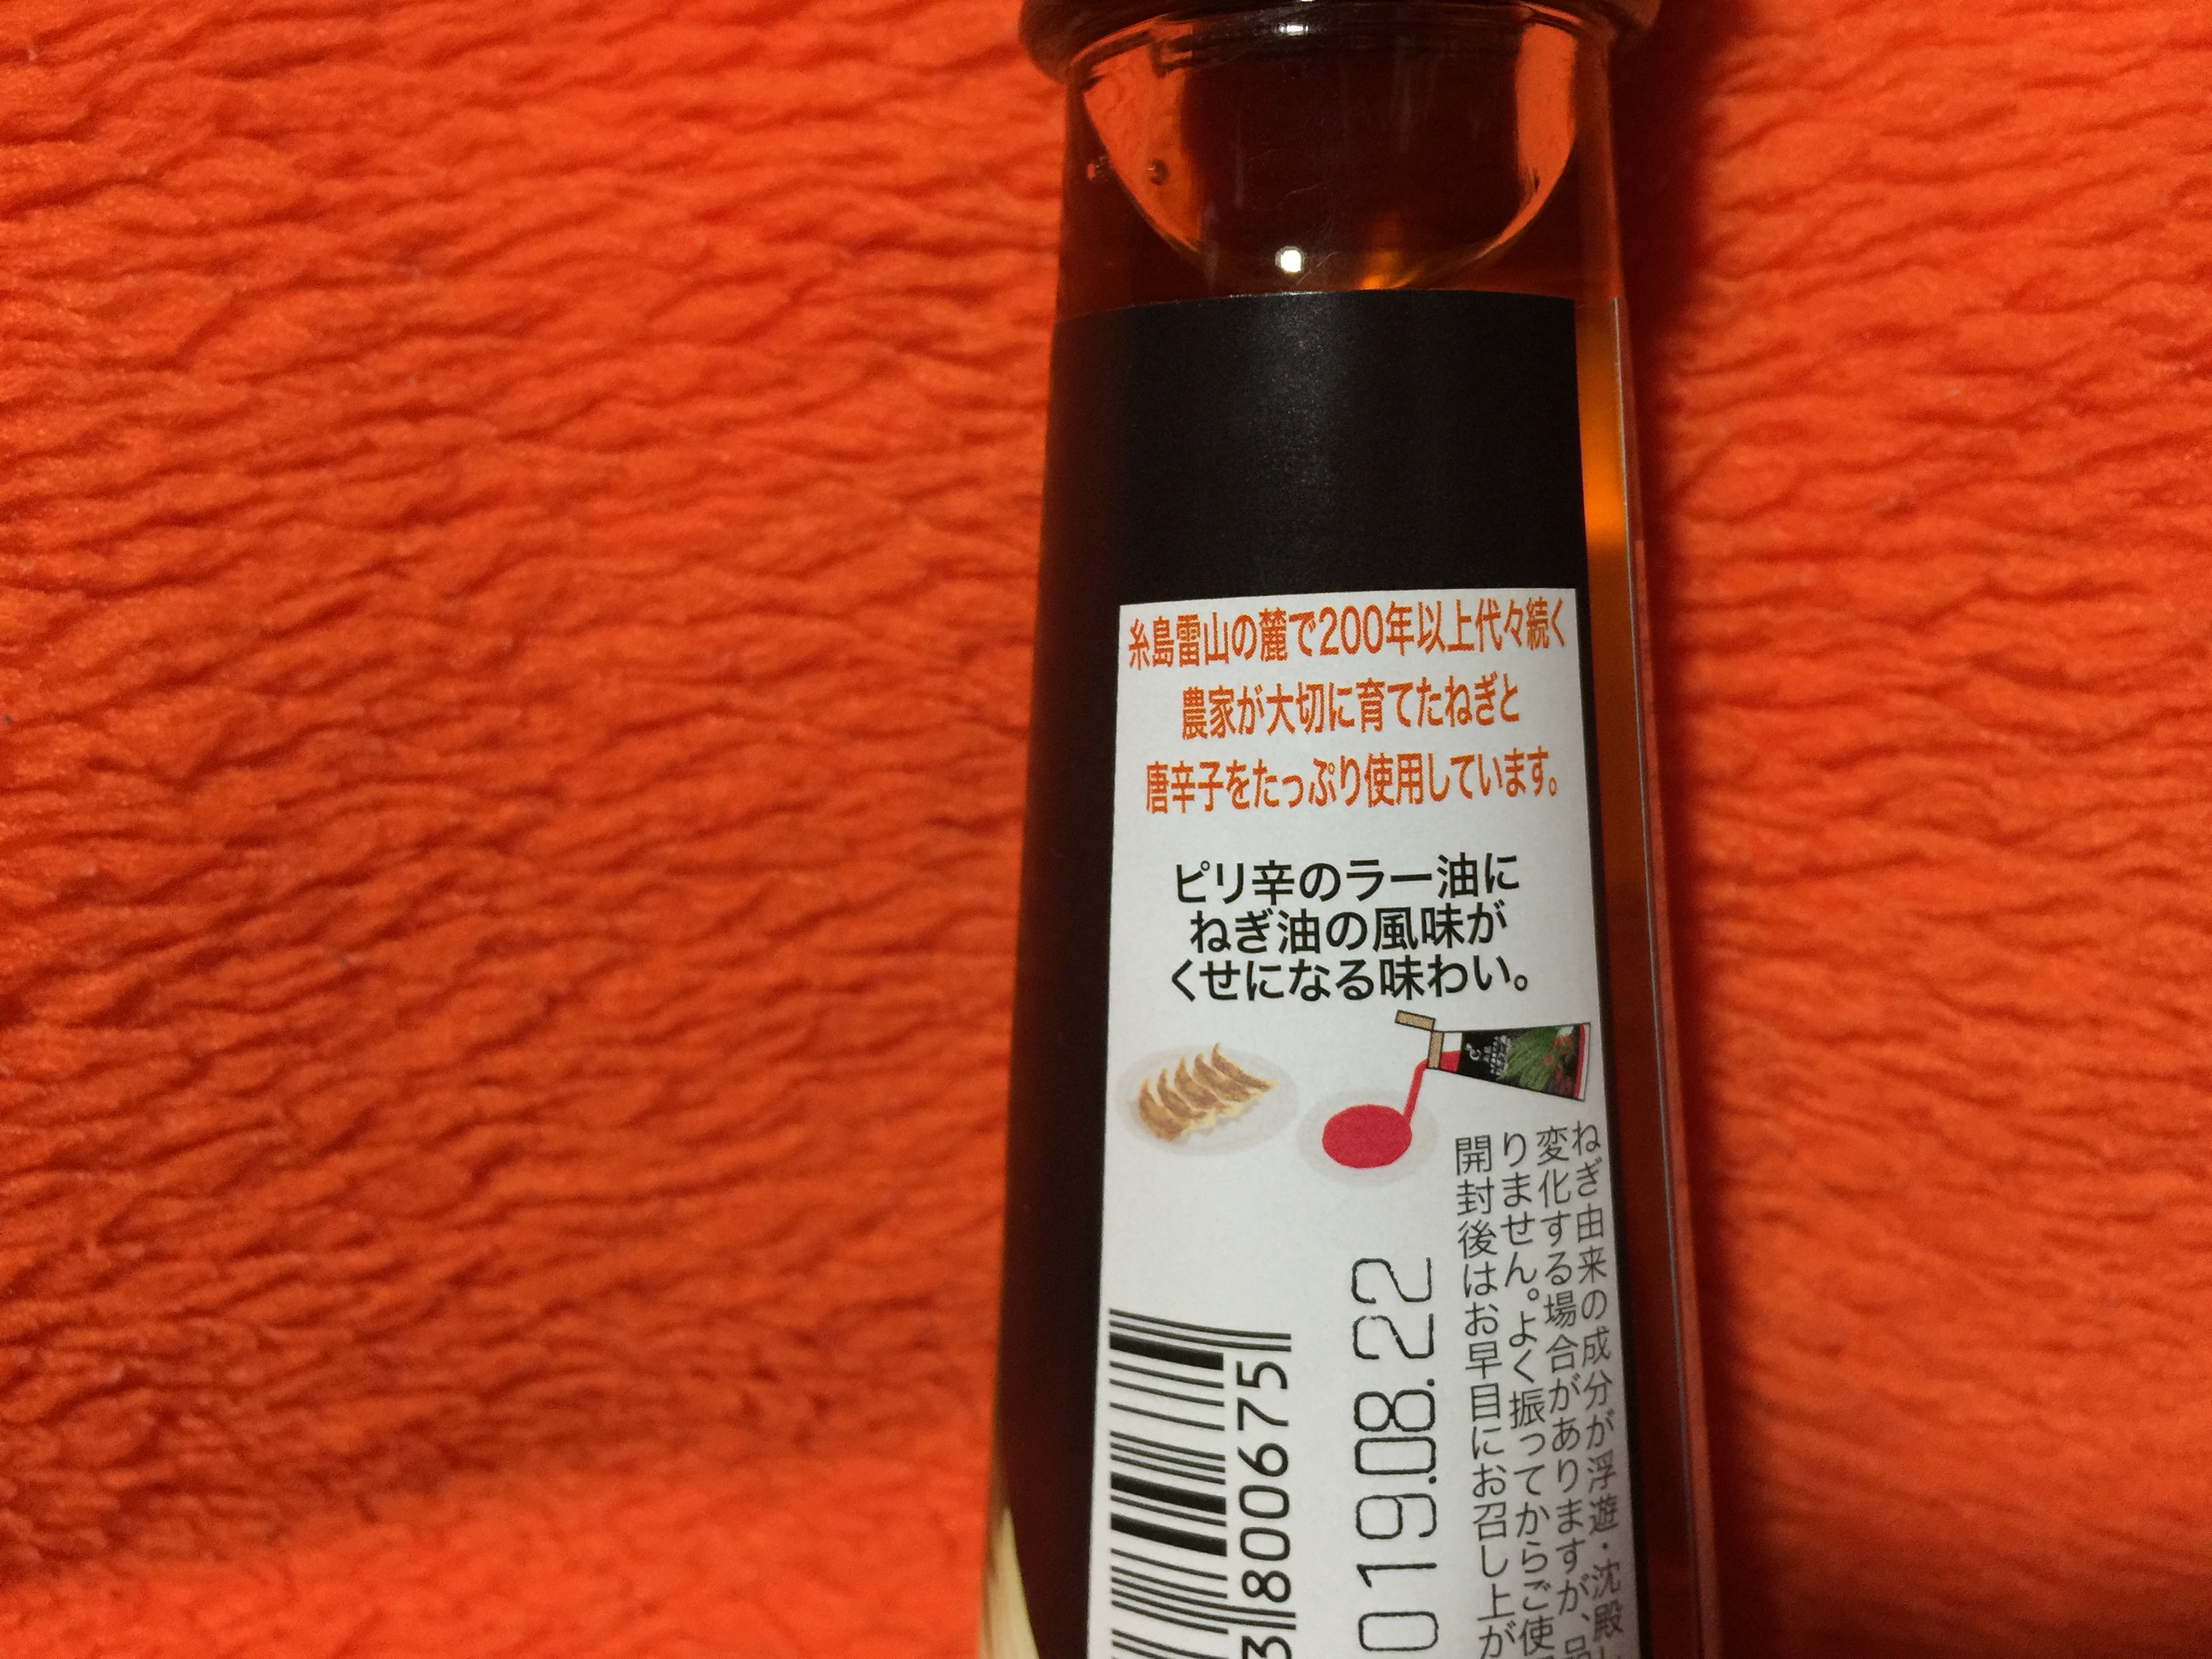 糸島雷山の麓で200年以上代々続く
農家が大切に育てたねぎと
唐辛子をたっぷり使用しています。
ピリ辛のラー油に
ねぎ油の風味が
くせになる味わい。
ねぎ由来の成分が浮遊・沈殿
変化する場合がありますが、品
りません。よく振ってからご使
開封後はお早目にお召し上が
019.08.22
3 800675